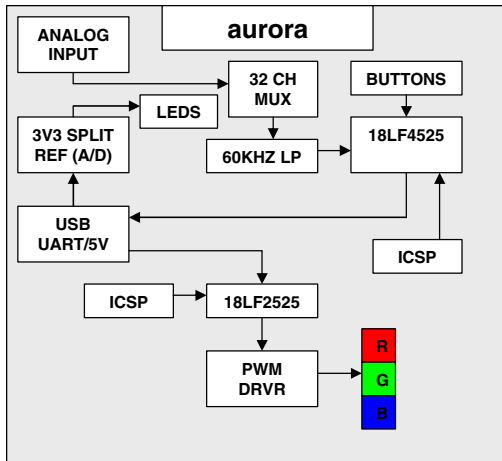 aurora
ANALOG
INPUT
32 CH
MUX
BUTTONS
LEDS
3V3 SPLIT
REF (A/D)
60KHZ LP
18LF4525
USB
UART/5V
ICSP
ICSP
18LF2525
PWM
DRVR
R
G
B